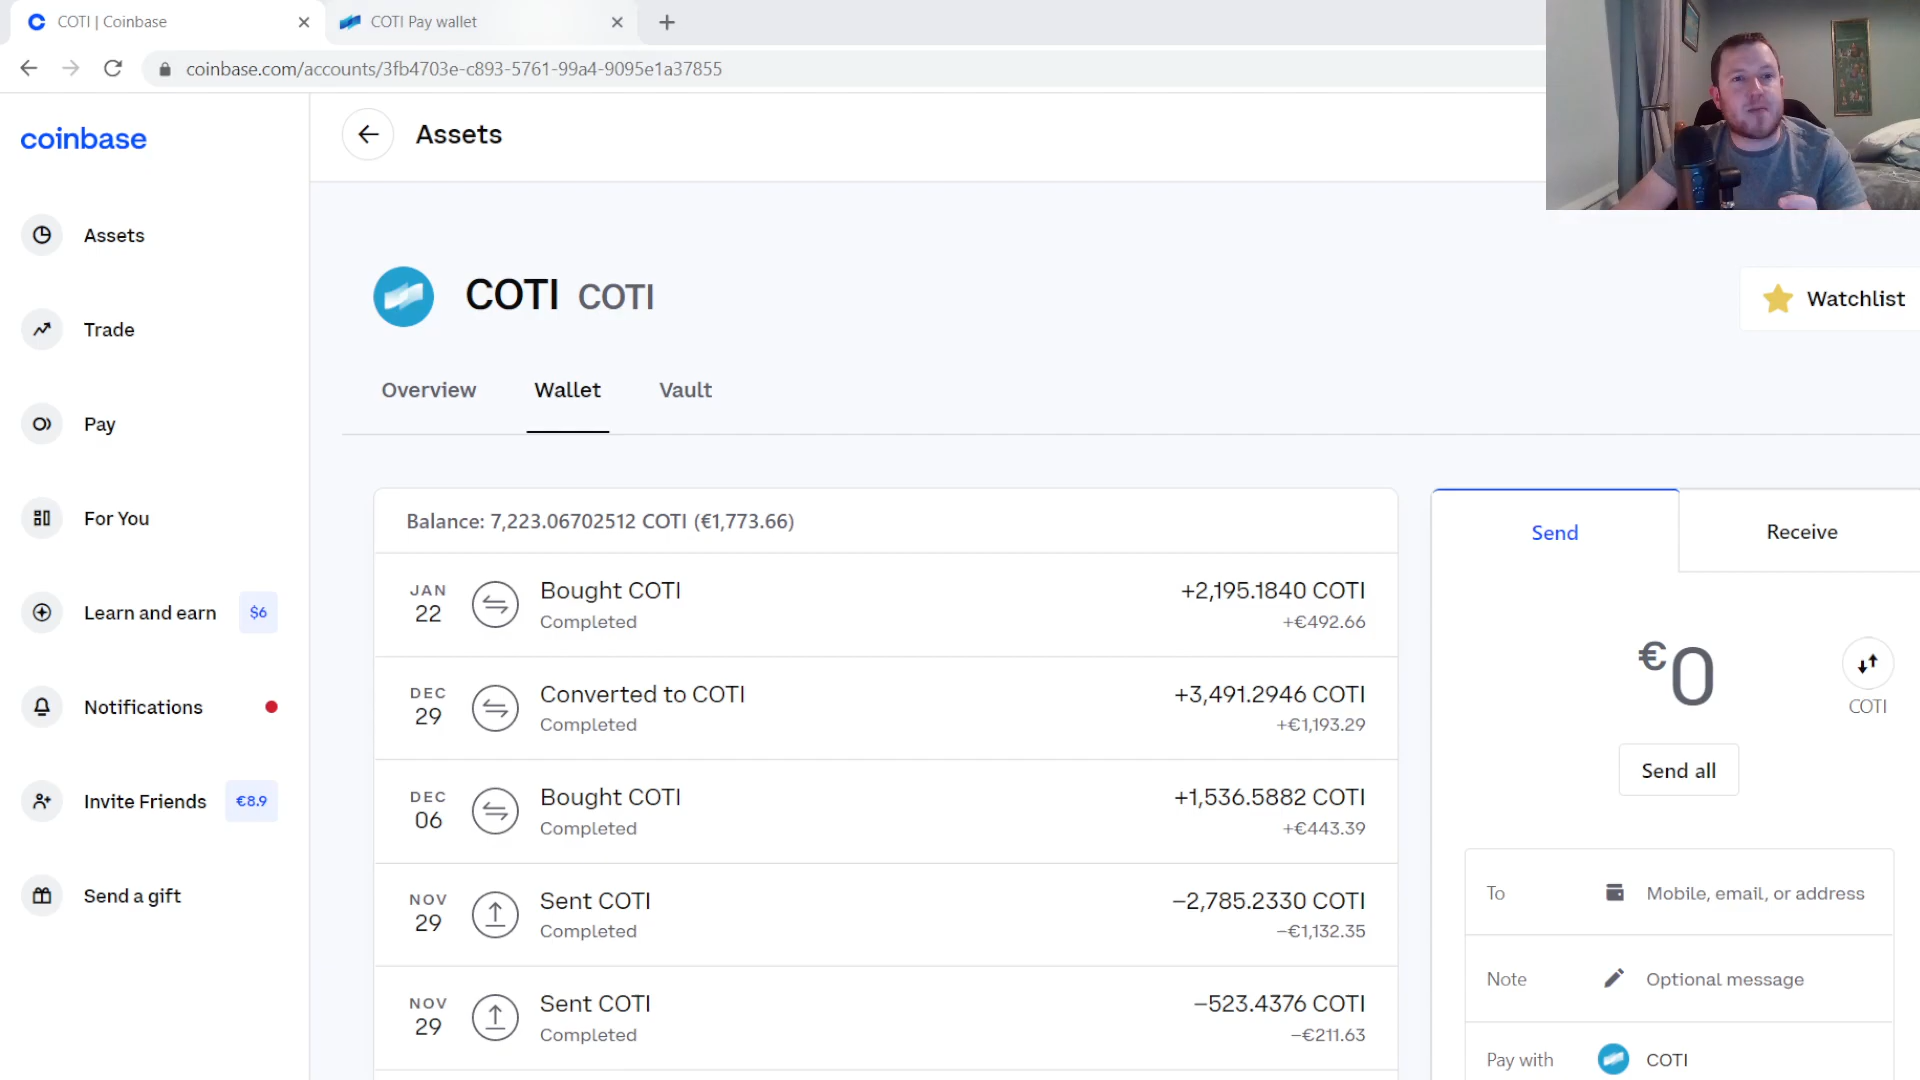 COTI | Coinbase
COTI Pay wallet
coinbase.com/accounts/3fb4703e-c893-5761-99a4-9095e1a37855
coinbase
Assets
Trade
Pay
For You
Learn and earn $6
Notifications
Invite Friends €8.9
Send a gift
Assets
COTI COTI
Watchlist
Overview Wallet Vault
Balance: 7,223.06702512 COTI (€1,773.66)
JAN 22 Bought COTI +2,195.1840 COTI
Completed +€492.66
DEC 29 Converted to COTI +3,491.2946 COTI
Completed +€1,193.29
DEC 06 Bought COTI +1,536.5882 COTI
Completed +€443.39
NOV 29 Sent COTI −2,785.2330 COTI
Completed −€1,132.35
NOV 29 Sent COTI −523.4376 COTI
Completed −€211.63
Send Receive
€0
COTI
Send all
To Mobile, email, or address
Note Optional message
Pay with COTI